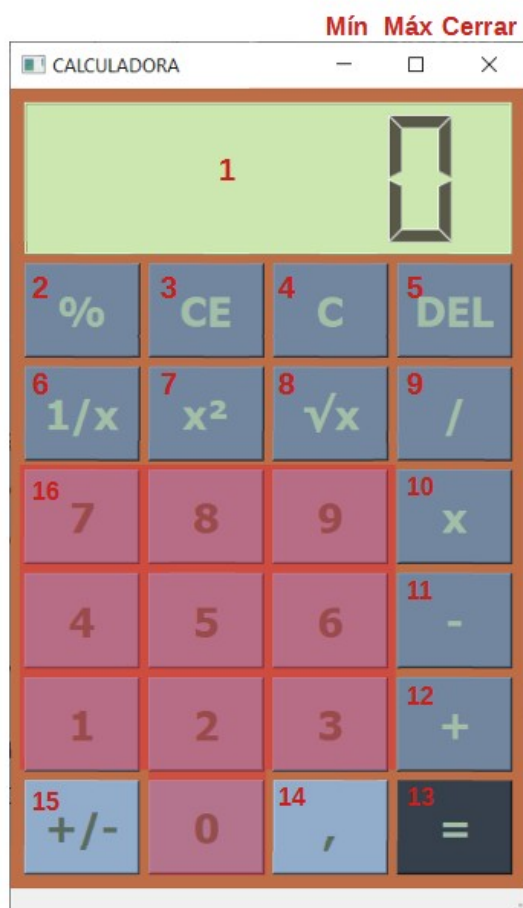 Mín Máx Cerrar
CALCULADORA
1
0
2 % 3 CE 4 C 5 DEL
6 1/x 7 x² 8 √x 9 /
16 7 8 9 10 x
4 5 6 11 -
1 2 3 12 +
15 +/- 0 14 , 13 =